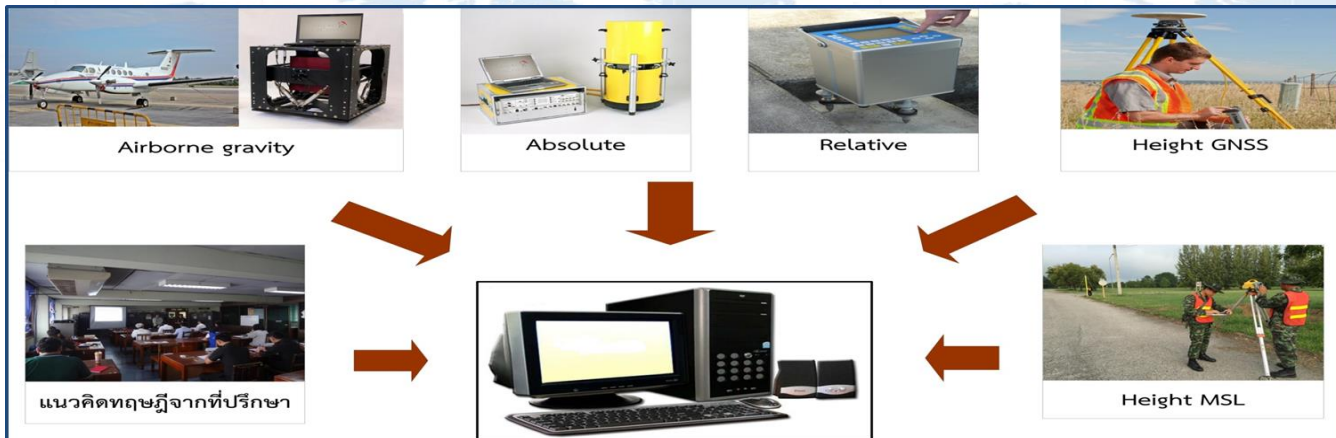 Airborne gravity
Absolute
Relative
Height GNSS
แนวคิดทฤษฎีจากที่ปรึกษา
Height MSL